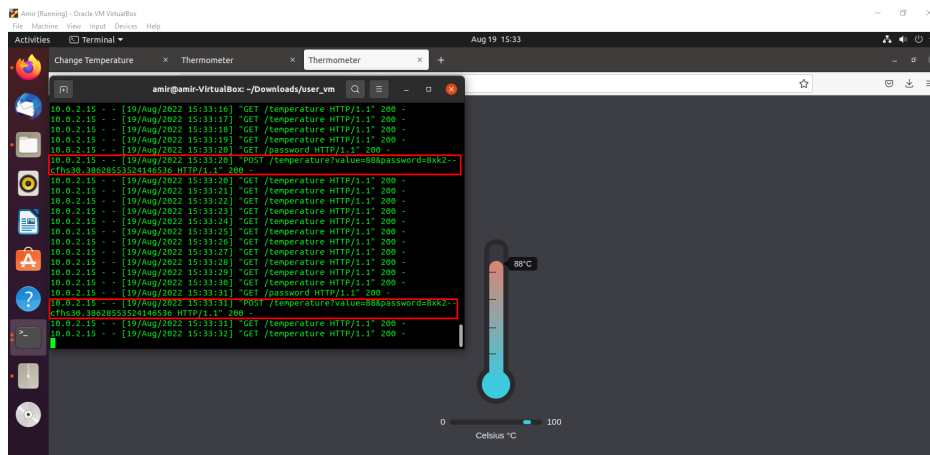 Amir [Running] - Oracle VM VirtualBox
File Machine View Input Devices Help
Activities Terminal Aug 19 15:33
Change Temperature × Thermometer × Thermometer × +
amir@amir-VirtualBox: ~/Downloads/user_vm
10.0.2.15 - - [19/Aug/2022 15:33:16] "GET /temperature HTTP/1.1" 200 -
10.0.2.15 - - [19/Aug/2022 15:33:17] "GET /temperature HTTP/1.1" 200 -
10.0.2.15 - - [19/Aug/2022 15:33:18] "GET /temperature HTTP/1.1" 200 -
10.0.2.15 - - [19/Aug/2022 15:33:19] "GET /temperature HTTP/1.1" 200 -
10.0.2.15 - - [19/Aug/2022 15:33:20] "GET /password HTTP/1.1" 200 -
10.0.2.15 - - [19/Aug/2022 15:33:20] "POST /temperature?value=88&password=8xk2--
cfhs30.38628553524146536 HTTP/1.1" 200 -
10.0.2.15 - - [19/Aug/2022 15:33:20] "GET /temperature HTTP/1.1" 200 -
10.0.2.15 - - [19/Aug/2022 15:33:21] "GET /temperature HTTP/1.1" 200 -
10.0.2.15 - - [19/Aug/2022 15:33:22] "GET /temperature HTTP/1.1" 200 -
10.0.2.15 - - [19/Aug/2022 15:33:23] "GET /temperature HTTP/1.1" 200 -
10.0.2.15 - - [19/Aug/2022 15:33:24] "GET /temperature HTTP/1.1" 200 -
10.0.2.15 - - [19/Aug/2022 15:33:25] "GET /temperature HTTP/1.1" 200 -
10.0.2.15 - - [19/Aug/2022 15:33:26] "GET /temperature HTTP/1.1" 200 -
10.0.2.15 - - [19/Aug/2022 15:33:27] "GET /temperature HTTP/1.1" 200 -
10.0.2.15 - - [19/Aug/2022 15:33:28] "GET /temperature HTTP/1.1" 200 -
10.0.2.15 - - [19/Aug/2022 15:33:29] "GET /temperature HTTP/1.1" 200 -
10.0.2.15 - - [19/Aug/2022 15:33:30] "GET /temperature HTTP/1.1" 200 -
10.0.2.15 - - [19/Aug/2022 15:33:31] "GET /password HTTP/1.1" 200 -
10.0.2.15 - - [19/Aug/2022 15:33:31] "POST /temperature?value=88&password=8xk2--
cfhs30.38628553524146536 HTTP/1.1" 200 -
10.0.2.15 - - [19/Aug/2022 15:33:31] "GET /temperature HTTP/1.1" 200 -
10.0.2.15 - - [19/Aug/2022 15:33:32] "GET /temperature HTTP/1.1" 200 -
88°C
0 100
Celsius °C